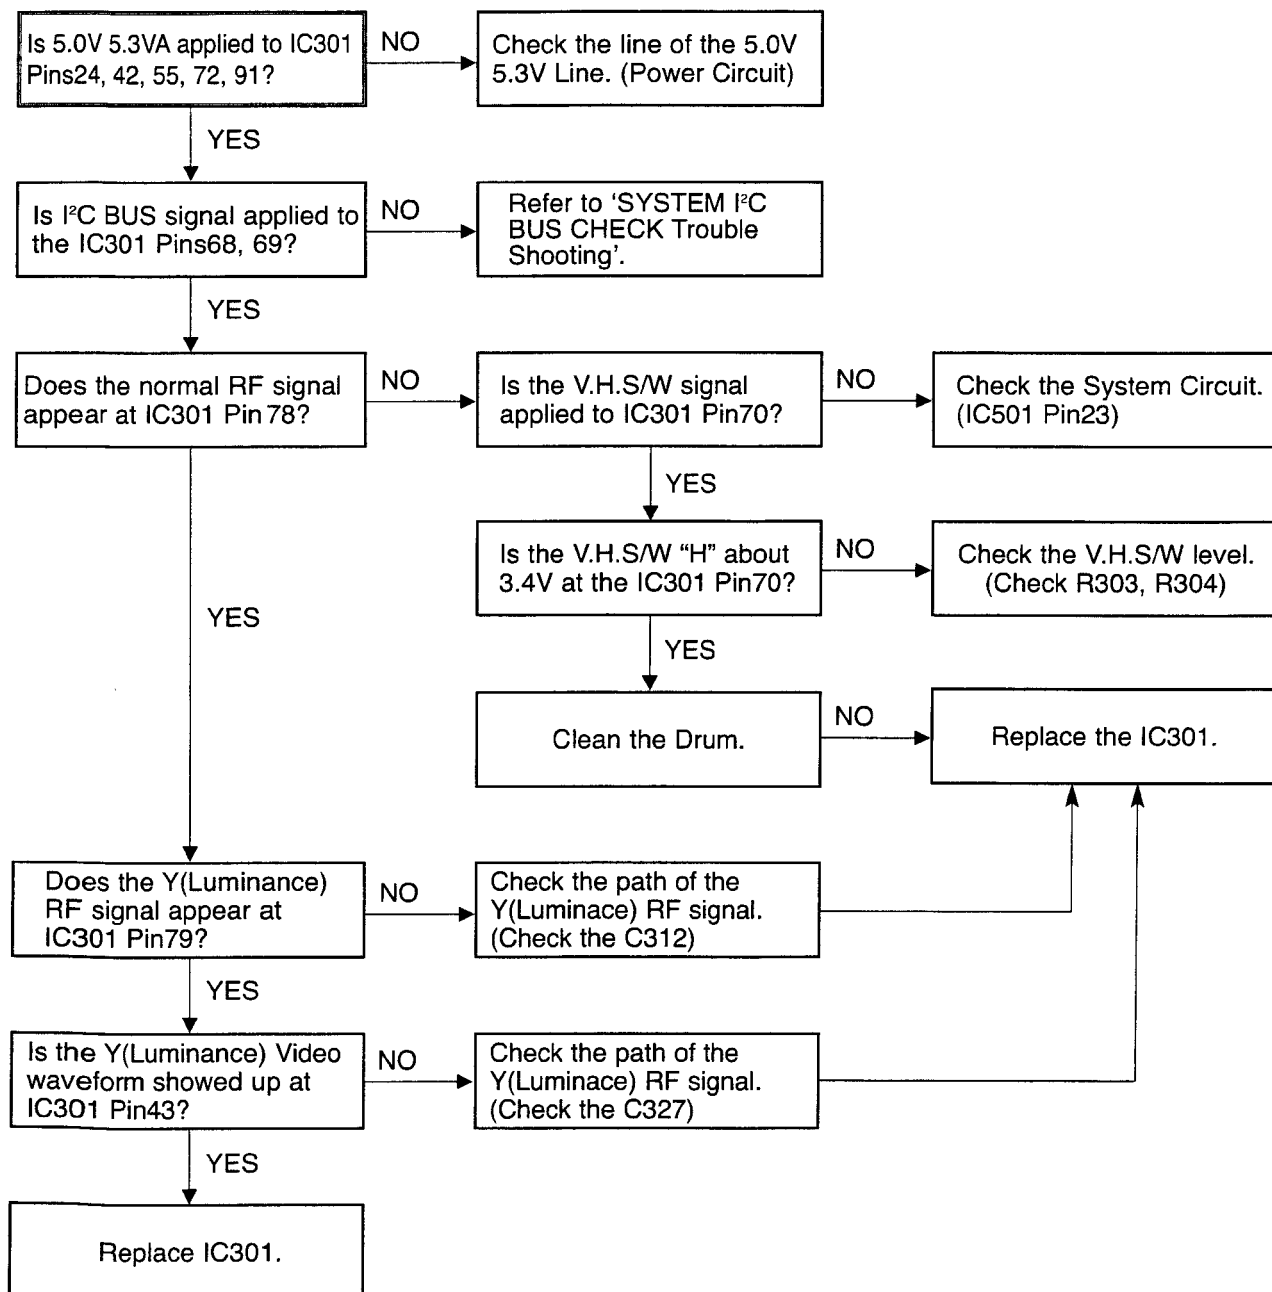 Is 5.0V 5.3VA applied to IC301
Pins24, 42, 55, 72, 91?
NO
Check the line of the 5.0V
5.3V Line. (Power Circuit)
YES
Is I²C BUS signal applied to
the IC301 Pins68, 69?
NO
Refer to ‘SYSTEM I²C
BUS CHECK Trouble
Shooting’.
YES
Does the normal RF signal
appear at IC301 Pin 78?
NO
Is the V.H.S/W signal
applied to IC301 Pin70?
NO
Check the System Circuit.
(IC501 Pin23)
YES
Is the V.H.S/W “H” about
3.4V at the IC301 Pin70?
NO
Check the V.H.S/W level.
(Check R303, R304)
YES
YES
Clean the Drum.
NO
Replace the IC301.
Does the Y(Luminance)
RF signal appear at
IC301 Pin79?
NO
Check the path of the
Y(Luminace) RF signal.
(Check the C312)
YES
Is the Y(Luminance) Video
waveform showed up at
IC301 Pin43?
NO
Check the path of the
Y(Luminace) RF signal.
(Check the C327)
YES
Replace IC301.